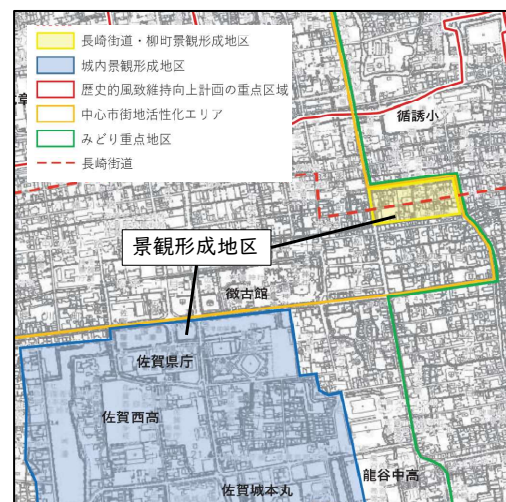 長崎街道・柳町景観形成地区
城内景観形成地区
歴史的風致維持向上計画の重点区域
中心市街地活性化エリア
みどり重点地区
長崎街道
循誘小
景観形成地区
徴古館
佐賀県庁
佐賀西高
龍谷中高
佐賀城本丸